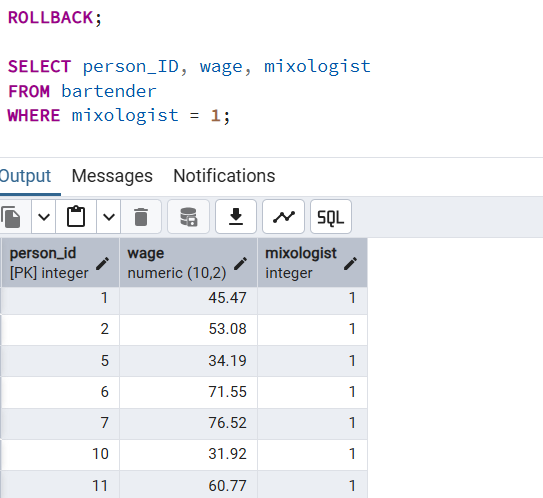 ROLLBACK;
SELECT person_ID, wage, mixologist
FROM bartender
WHERE mixologist = 1;
Output Messages Notifications
SQL
person_id wage mixologist
[PK] integer numeric (10,2) integer
1 45.47 1
2 53.08 1
5 34.19 1
6 71.55 1
7 76.52 1
10 31.92 1
11 60.77 1